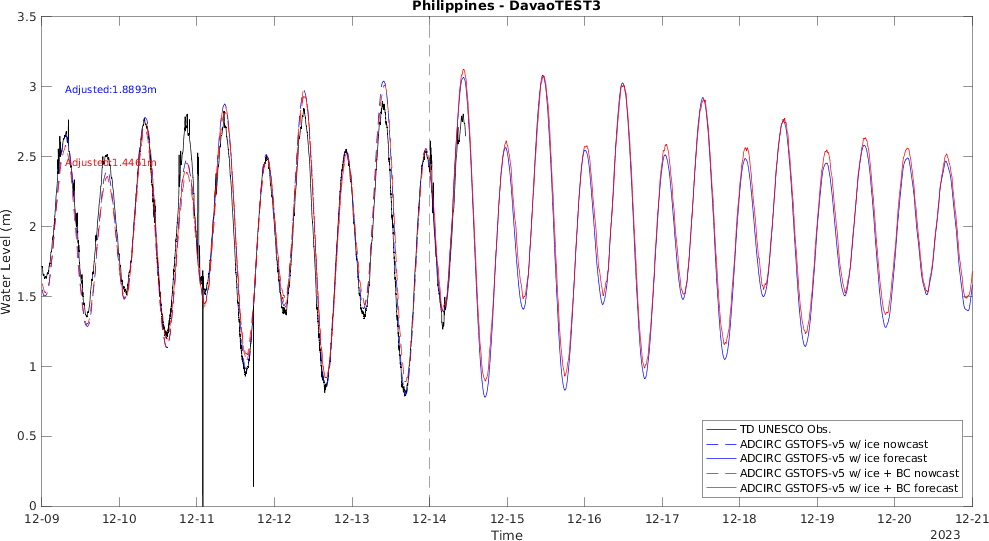 Philippines - DavaoTEST3
3.5
3
2.5
2
1.5
1
0.5
0
Water Level (m)
Adjusted:1.8893m
Adjusted:1.4461m
TD UNESCO Obs.
ADCIRC GSTOFS-v5 w/ ice nowcast
ADCIRC GSTOFS-v5 w/ ice forecast
ADCIRC GSTOFS-v5 w/ ice + BC nowcast
ADCIRC GSTOFS-v5 w/ ice + BC forecast
12-09 12-10 12-11 12-12 12-13 12-14 12-15 12-16 12-17 12-18 12-19 12-20 12-21
Time
2023